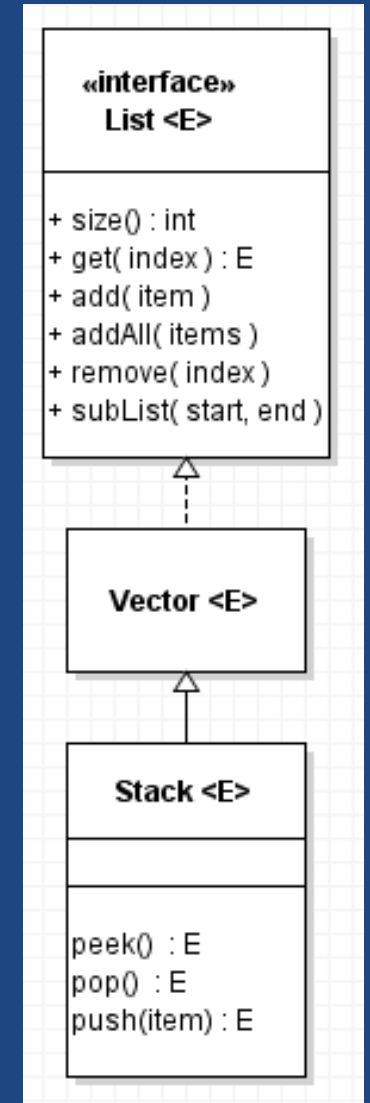 «interface»
List <E>
+ size() : int
+ get( index ) : E
+ add( item )
+ addAll( items )
+ remove( index )
+ subList( start, end )
Vector <E>
Stack <E>
peek() : E
pop() : E
push(item) : E